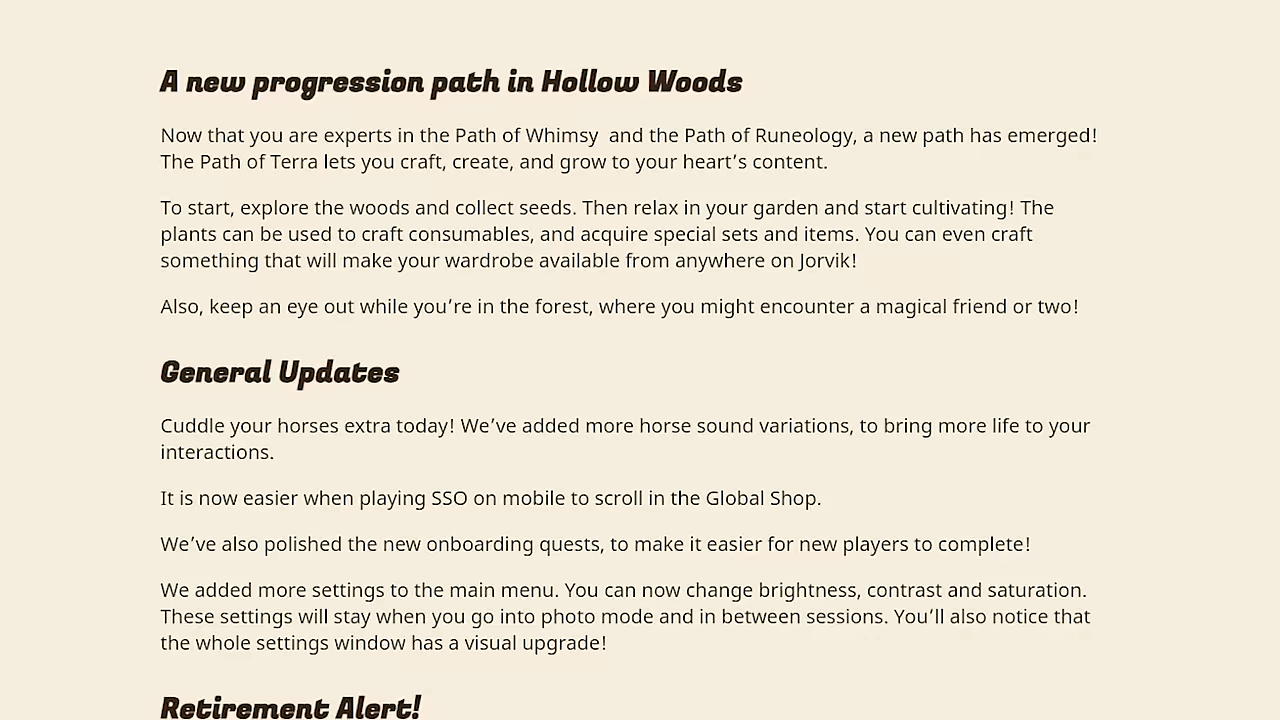 A new progression path in Hollow Woods
Now that you are experts in the Path of Whimsy  and the Path of Runeology, a new path has emerged!
The Path of Terra lets you craft, create, and grow to your heart’s content.
To start, explore the woods and collect seeds. Then relax in your garden and start cultivating! The
plants can be used to craft consumables, and acquire special sets and items. You can even craft
something that will make your wardrobe available from anywhere on Jorvik!
Also, keep an eye out while you’re in the forest, where you might encounter a magical friend or two!
General Updates
Cuddle your horses extra today! We’ve added more horse sound variations, to bring more life to your
interactions.
It is now easier when playing SSO on mobile to scroll in the Global Shop.
We’ve also polished the new onboarding quests, to make it easier for new players to complete!
We added more settings to the main menu. You can now change brightness, contrast and saturation.
These settings will stay when you go into photo mode and in between sessions. You’ll also notice that
the whole settings window has a visual upgrade!
Retirement Alert!